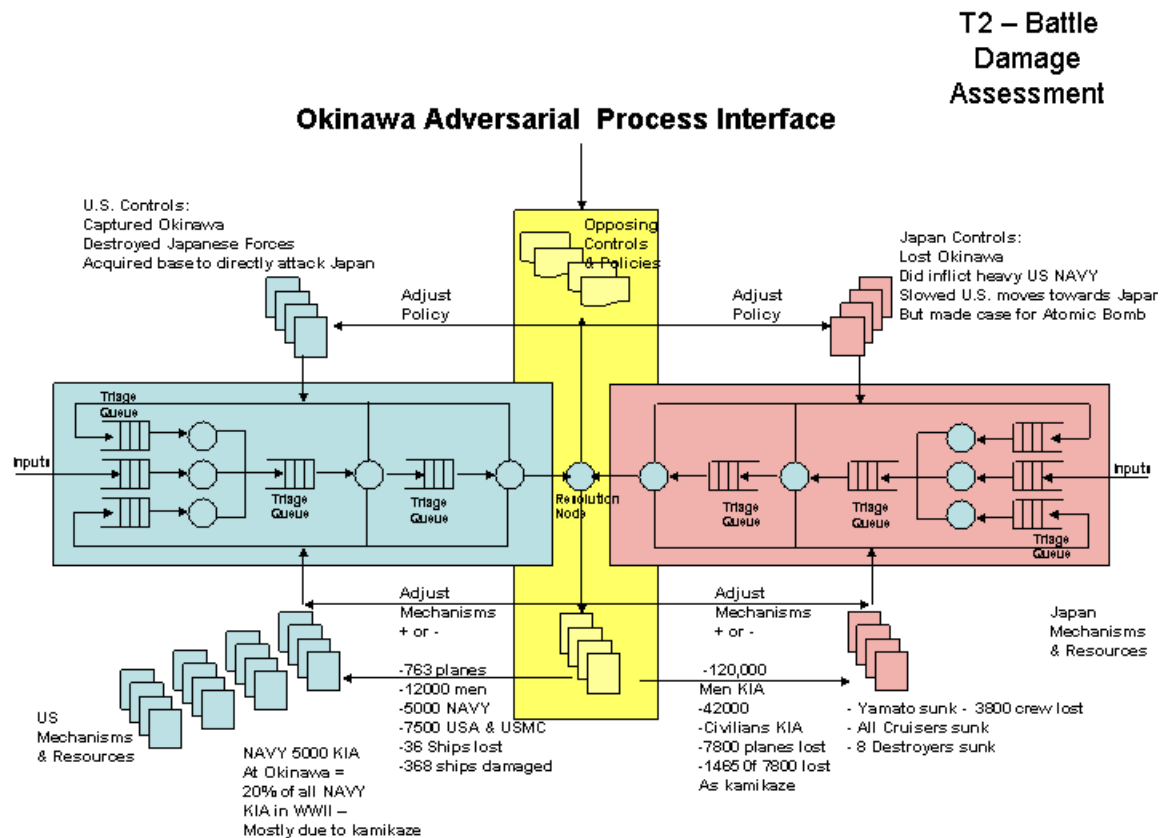 T2 – Battle
Damage
Assessment
Okinawa Adversarial Process Interface
U.S. Controls:
Captured Okinawa
Destroyed Japanese Forces
Acquired base to directly attack Japan
Opposing
Controls
& Policies
Japan Controls:
Lost Okinawa
Did inflict heavy US NAVY
Slowed U.S. moves towards Japan
But made case for Atomic Bomb
Adjust
Policy
Adjust
Policy
Triage
Queue
Inputs
Triage
Queue
Triage
Queue
Resolution
Node
Triage
Queue
Triage
Queue
Triage
Queue
Inputs
Adjust
Mechanisms
+ or -
Adjust
Mechanisms
+ or -
Japan
Mechanisms
& Resources
US
Mechanisms
& Resources
-763 planes
-12000 men
-5000 NAVY
-7500 USA & USMC
-36 Ships lost
-368 ships damaged
-120,000
Men KIA
-42000
-Civilians KIA
-7800 planes lost
-1465 0f 7800 lost
As kamikaze
- Yamato sunk - 3800 crew lost
- All Cruisers sunk
- 8 Destroyers sunk
NAVY 5000 KIA
At Okinawa =
20% of all NAVY
KIA in WWII –
Mostly due to kamikaze